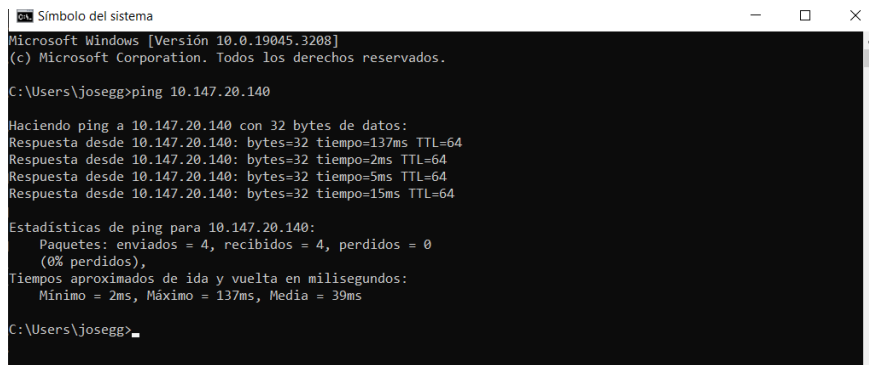 Símbolo del sistema
Microsoft Windows [Versión 10.0.19045.3208]
(c) Microsoft Corporation. Todos los derechos reservados.
C:\Users\josegg>ping 10.147.20.140
Haciendo ping a 10.147.20.140 con 32 bytes de datos:
Respuesta desde 10.147.20.140: bytes=32 tiempo=137ms TTL=64
Respuesta desde 10.147.20.140: bytes=32 tiempo=2ms TTL=64
Respuesta desde 10.147.20.140: bytes=32 tiempo=5ms TTL=64
Respuesta desde 10.147.20.140: bytes=32 tiempo=15ms TTL=64
Estadísticas de ping para 10.147.20.140:
    Paquetes: enviados = 4, recibidos = 4, perdidos = 0
    (0% perdidos),
Tiempos aproximados de ida y vuelta en milisegundos:
    Mínimo = 2ms, Máximo = 137ms, Media = 39ms
C:\Users\josegg>